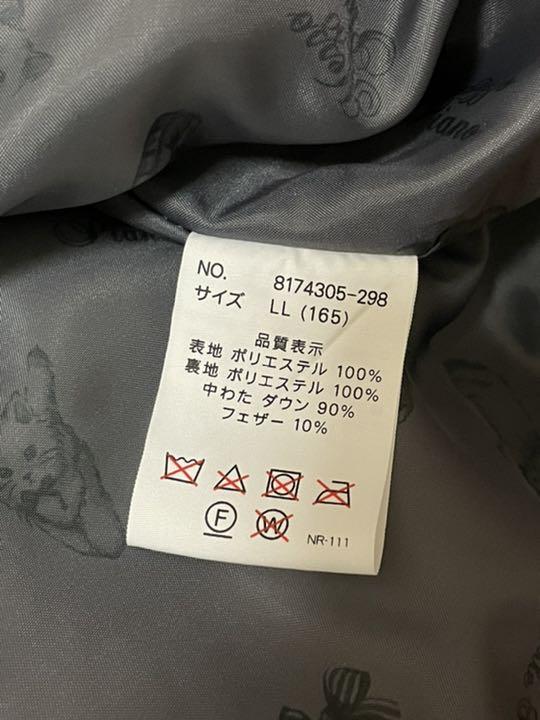 NO. 8174305-298
サイズ LL (165)
品質表示
表地 ポリエステル 100%
裏地 ポリエステル 100%
中わた ダウン 90%
フェザー 10%
F W NR-111